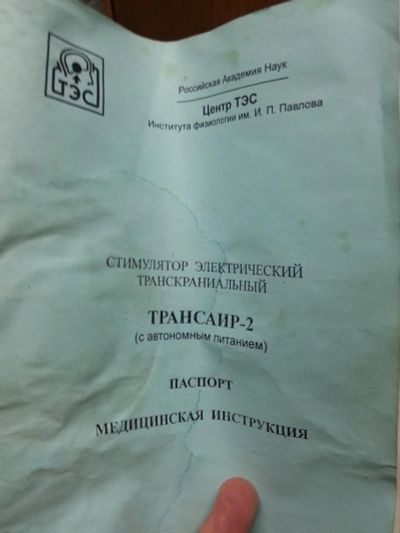 ТЭС
Российская Академия Наук
Центр ТЭС
Института физиологии им. И. П. Павлова
СТИМУЛЯТОР ЭЛЕКТРИЧЕСКИЙ
ТРАНСКРАНИАЛЬНЫЙ
ТРАНСАИР-2
(с автономным питанием)
ПАСПОРТ
МЕДИЦИНСКАЯ ИНСТРУКЦИЯ